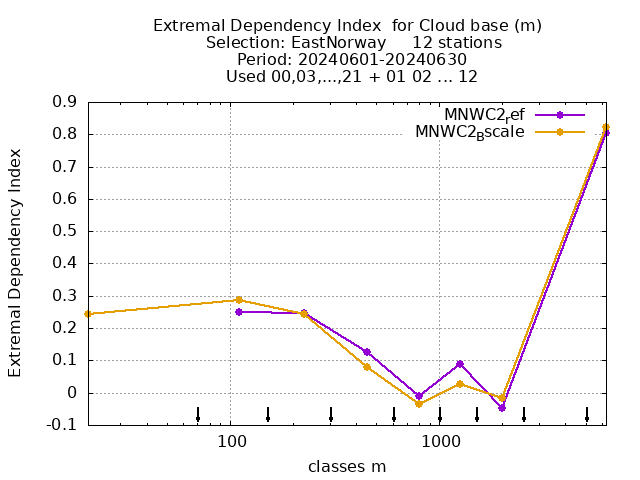 Extremal Dependency Index  for Cloud base (m)
Selection: EastNorway     12 stations
Period: 20240601-20240630
Used 00,03,...,21 + 01 02 ... 12
MNWC2ref
MNWC2Bscale
0.9
0.8
0.7
0.6
0.5
0.4
0.3
0.2
0.1
0
-0.1
Extremal Dependency Index
100
1000
classes m